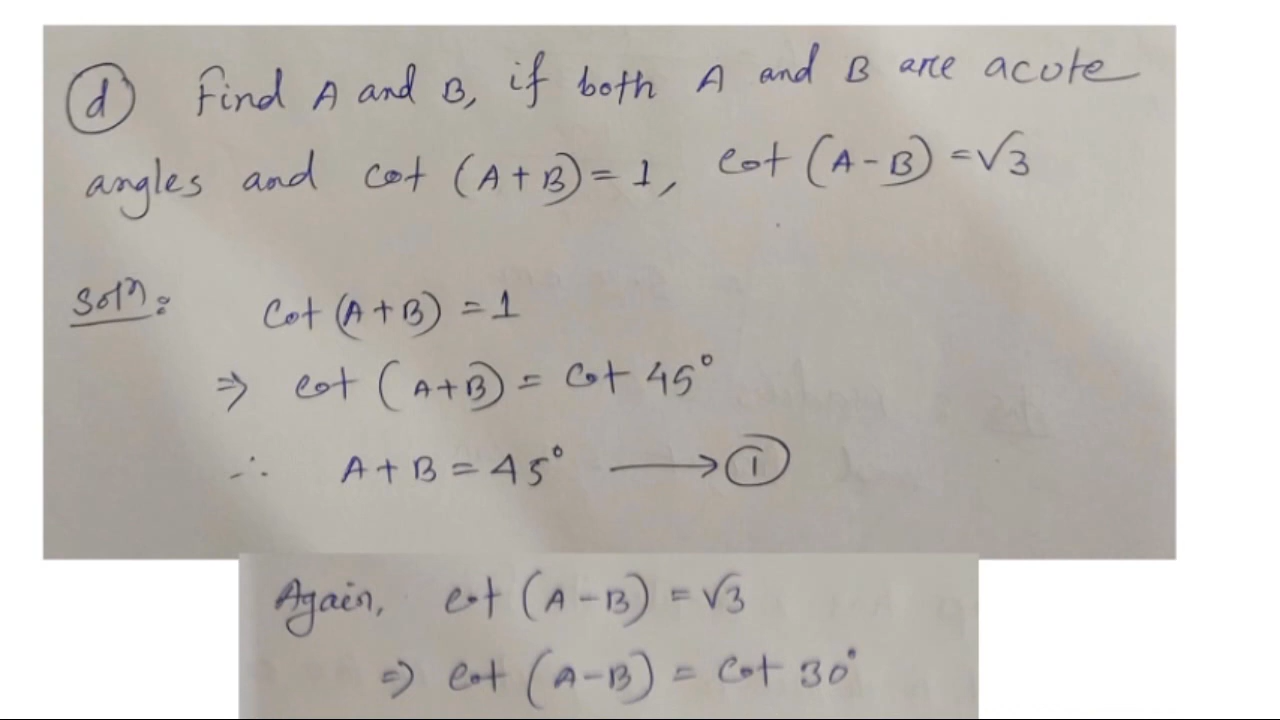 (d) Find A and B, if both A and B are acute
angles and cot (A+B) = 1, cot (A-B) = √3
Soln:
Cot (A+B) = 1
⇒ cot (A+B) = Cot 45°
∴ A+B = 45° ⟶ (1)
Again, cot (A-B) = √3
⇒ cot (A-B) = Cot 30°